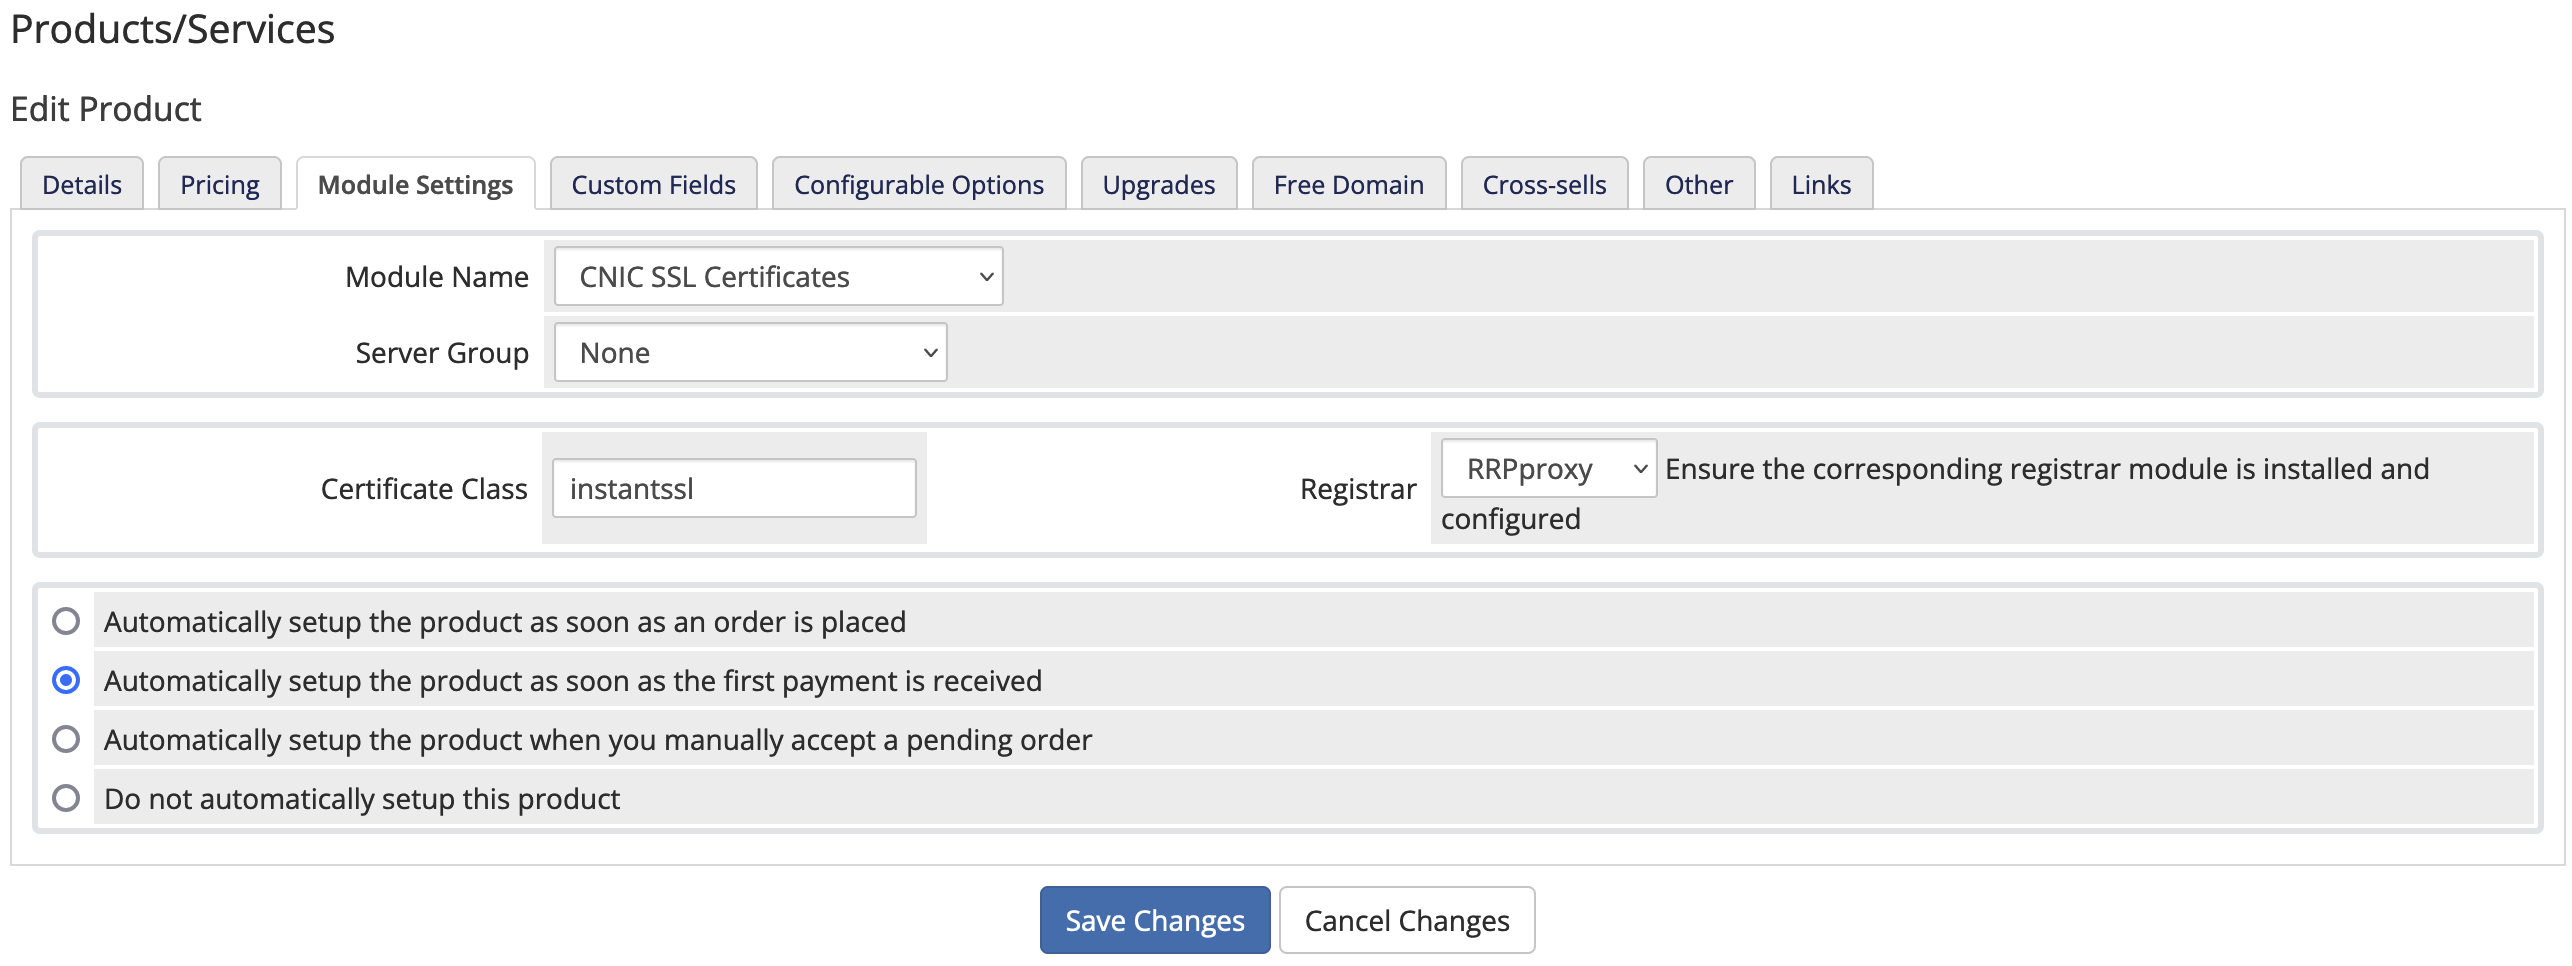 Products/Services
Edit Product
Details Pricing Module Settings Custom Fields Configurable Options Upgrades Free Domain Cross-sells Other Links
Module Name CNIC SSL Certificates
Server Group None
Certificate Class instantssl Registrar RRPproxy Ensure the corresponding registrar module is installed and
configured
Automatically setup the product as soon as an order is placed
Automatically setup the product as soon as the first payment is received
Automatically setup the product when you manually accept a pending order
Do not automatically setup this product
Save Changes Cancel Changes